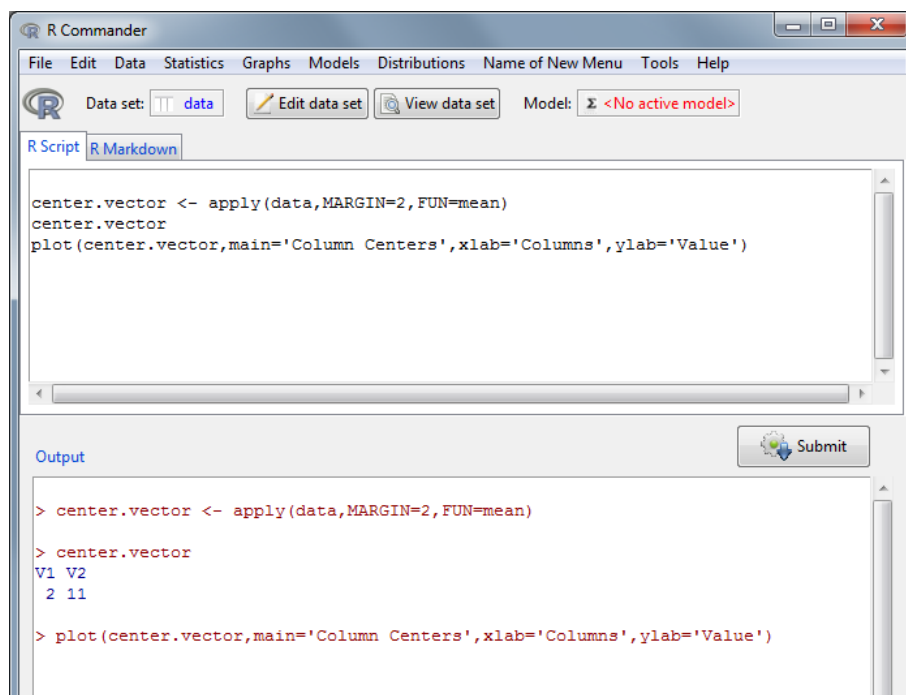 R Commander
File Edit Data Statistics Graphs Models Distributions Name of New Menu Tools Help
R Data set: data Edit data set View data set Model: Σ <No active model>
R Script R Markdown
center.vector <- apply(data,MARGIN=2,FUN=mean)
center.vector
plot(center.vector,main='Column Centers',xlab='Columns',ylab='Value')
Output Submit
> center.vector <- apply(data,MARGIN=2,FUN=mean)
> center.vector
V1 V2
 2 11
> plot(center.vector,main='Column Centers',xlab='Columns',ylab='Value')